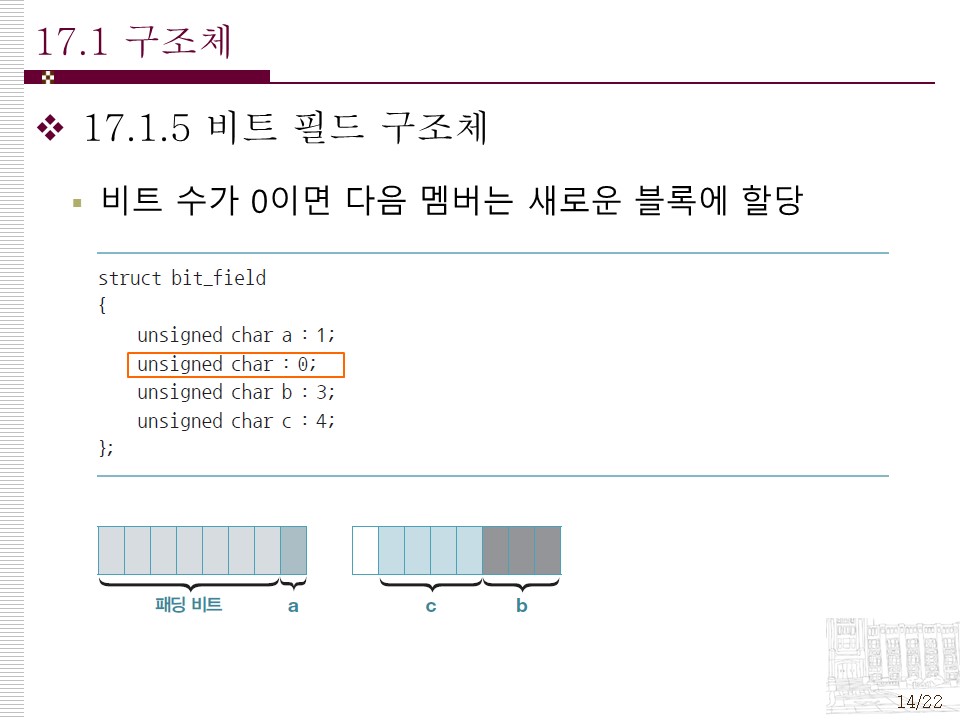 17.1 구조체
17.1.5 비트 필드 구조체
비트 수가 0이면 다음 멤버는 새로운 블록에 할당
struct bit_field
{
unsigned char a : 1;
unsigned char : 0;
unsigned char b : 3;
unsigned char c : 4;
};
패딩 비트 a c b
14/22